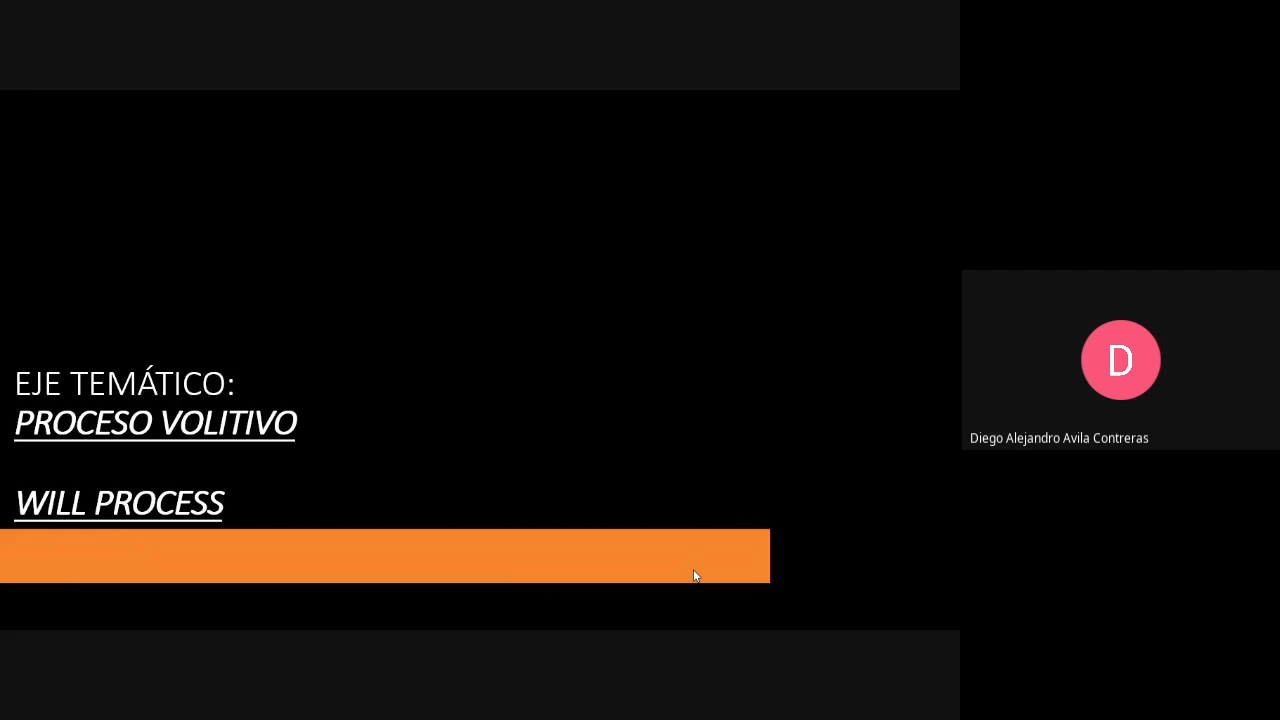 EJE TEMÁTICO:
PROCESO VOLITIVO
WILL PROCESS
D
Diego Alejandro Avila Contreras